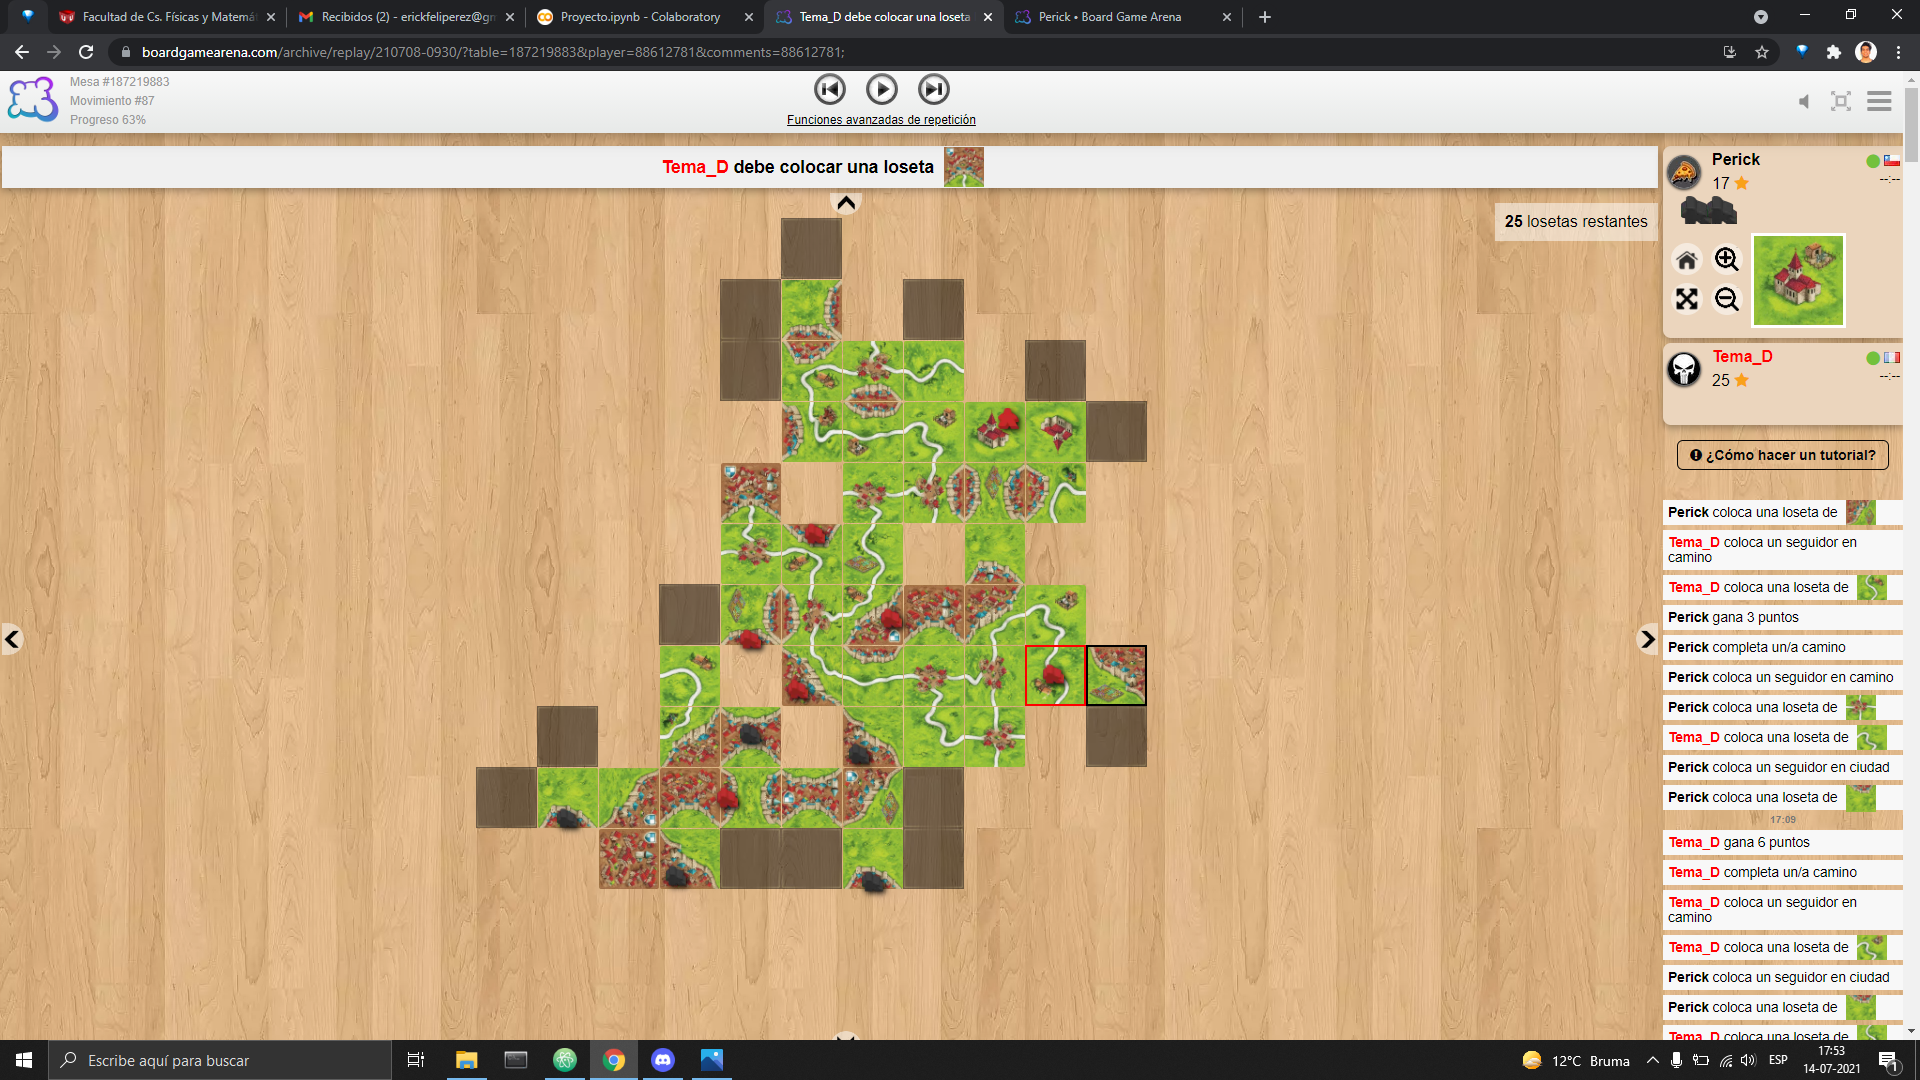 Facultad de Cs. Físicas y Matemá
Recibidos (2) - erickfeliperez@gm
Proyecto.ipynb - Colaboratory
Tema_D debe colocar una loseta
Perick • Board Game Arena
boardgamearena.com/archive/replay/210708-0930/?table=187219883&player=88612781&comments=88612781;
Mesa #187219883
Movimiento #87
Progreso 63%
Funciones avanzadas de repetición
Tema_D debe colocar una loseta
25 losetas restantes
Perick
17
--:--
Tema_D
25
--:--
¿Cómo hacer un tutorial?
Perick coloca una loseta de
Tema_D coloca un seguidor en
camino
Tema_D coloca una loseta de
Perick gana 3 puntos
Perick completa un/a camino
Perick coloca un seguidor en camino
Perick coloca una loseta de
Tema_D coloca una loseta de
Perick coloca un seguidor en ciudad
Perick coloca una loseta de
17:09
Tema_D gana 6 puntos
Tema_D completa un/a camino
Tema_D coloca un seguidor en
camino
Tema_D coloca una loseta de
Perick coloca un seguidor en ciudad
Perick coloca una loseta de
Tema_D coloca una loseta de
Escribe aquí para buscar
12°C Bruma
ESP
17:53
14-07-2021
1